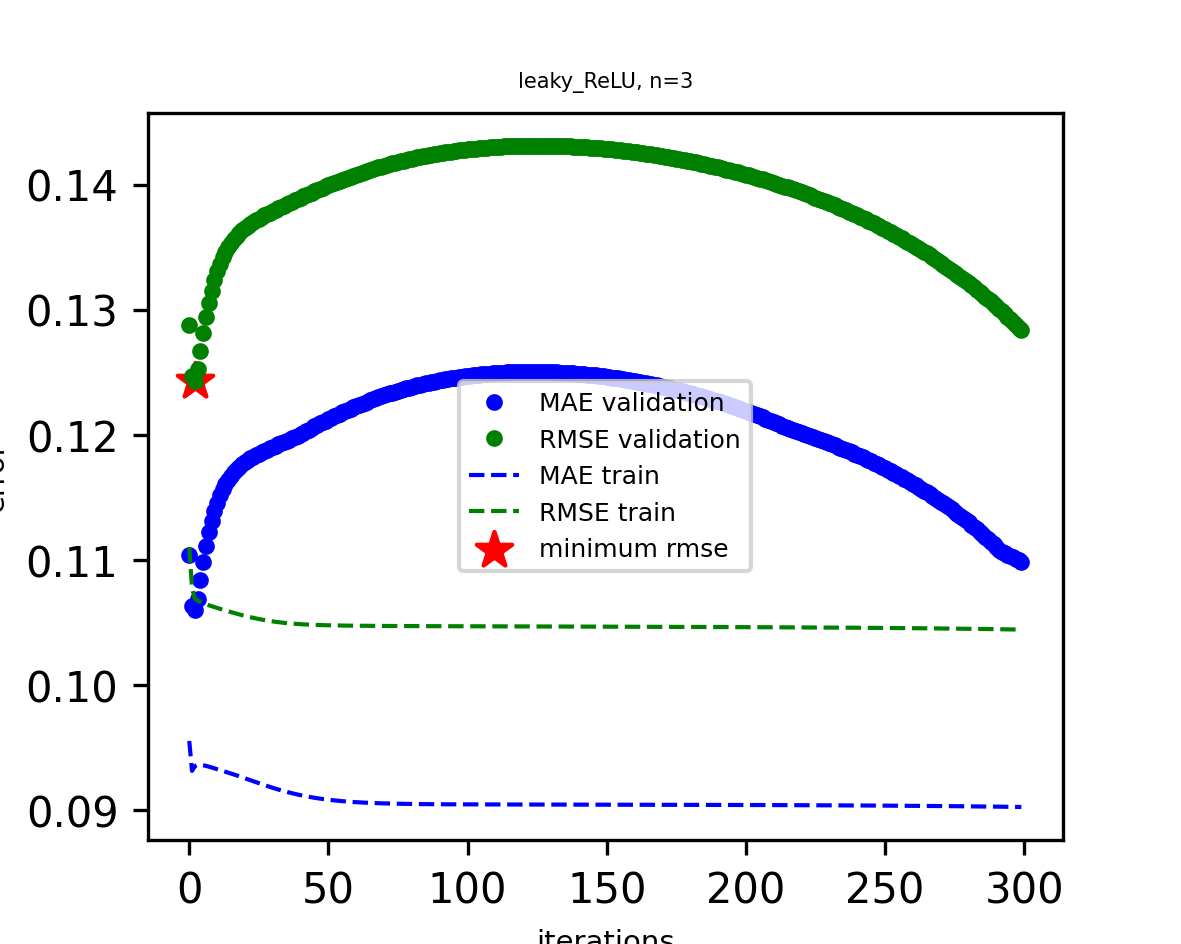 leaky_ReLU, n=3
0.14
0.13
0.12
0.11
0.10
0.09
MAE validation
RMSE validation
MAE train
RMSE train
minimum rmse
0 50 100 150 200 250 300
iterations